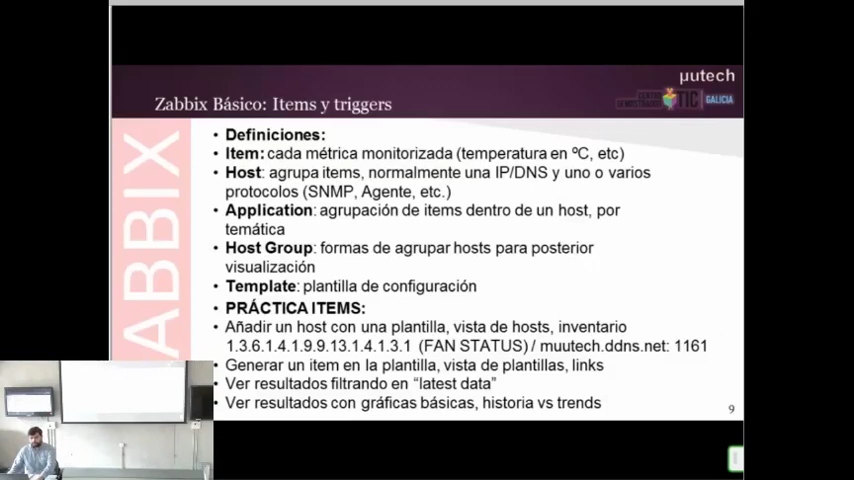 µutech
CENTRO DEMOSTRADOR TIC GALICIA
Zabbix Básico: Items y triggers
ABBIX
• Definiciones:
• Item: cada métrica monitorizada (temperatura en ºC, etc)
• Host: agrupa items, normalmente una IP/DNS y uno o varios
protocolos (SNMP, Agente, etc.)
• Application: agrupación de items dentro de un host, por
temática
• Host Group: formas de agrupar hosts para posterior
visualización
• Template: plantilla de configuración
• PRÁCTICA ITEMS:
• Añadir un host con una plantilla, vista de hosts, inventario
1.3.6.1.4.1.9.9.13.1.4.1.3.1 (FAN STATUS) / muutech.ddns.net: 1161
• Generar un item en la plantilla, vista de plantillas, links
• Ver resultados filtrando en “latest data”
• Ver resultados con gráficas básicas, historia vs trends
9